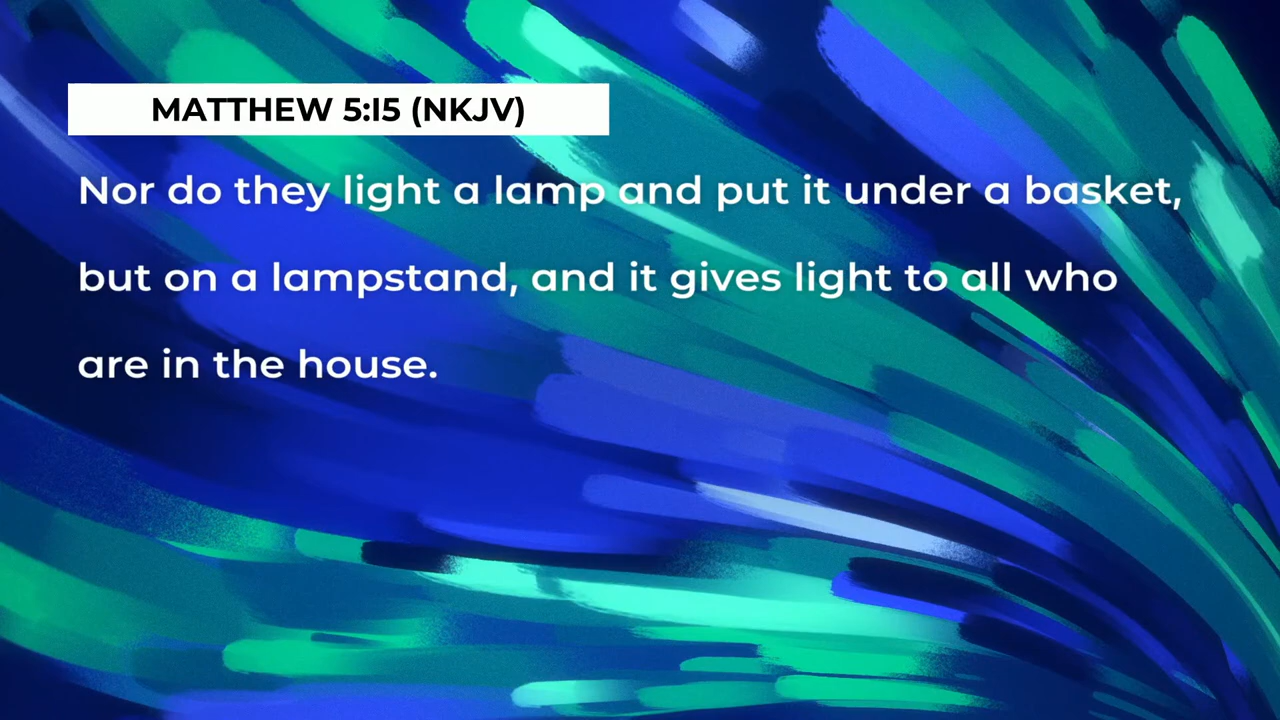 MATTHEW 5:15 (NKJV)
Nor do they light a lamp and put it under a basket,
but on a lampstand, and it gives light to all who
are in the house.